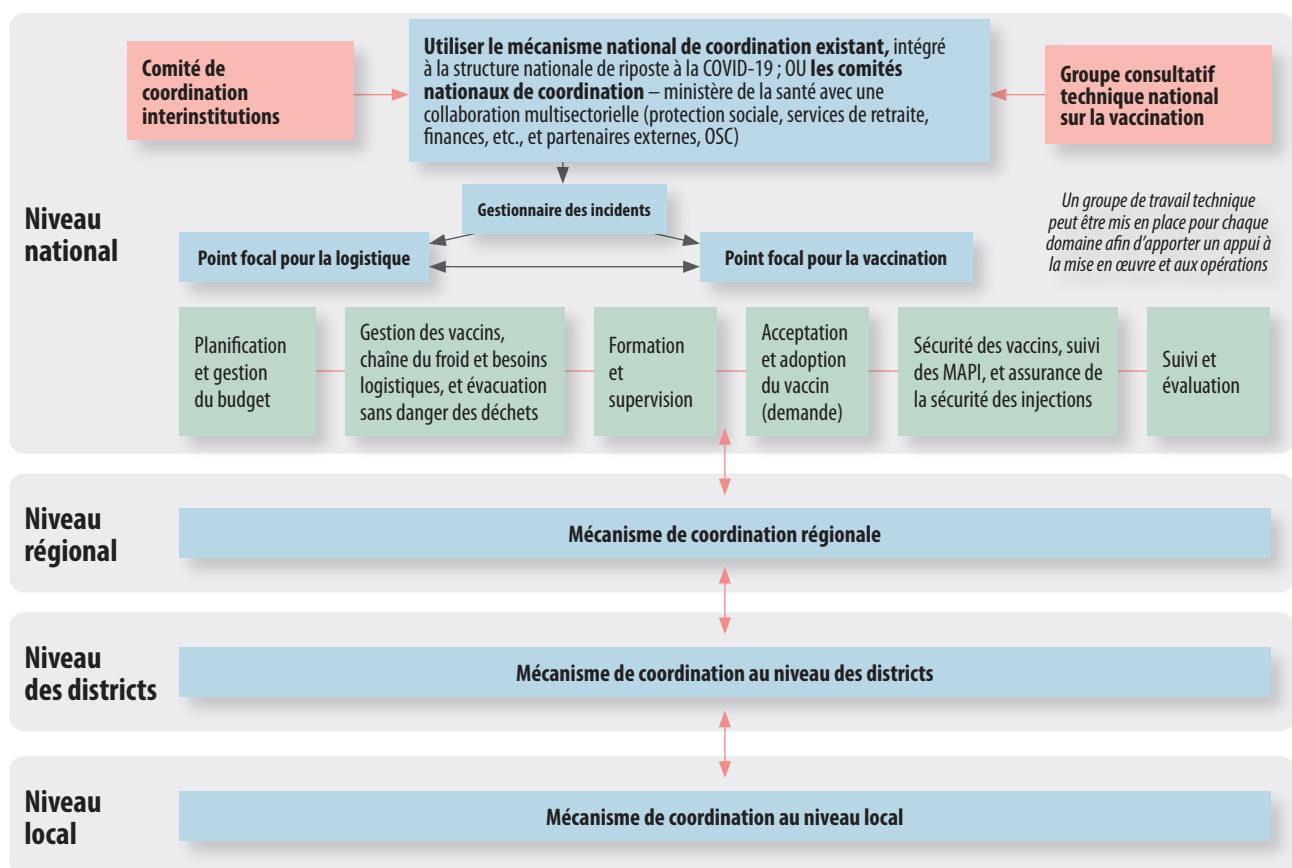 Comité de
coordination
interinstitutions
Utiliser le mécanisme national de coordination existant, intégré
à la structure nationale de riposte à la COVID-19 ; OU les comités
nationaux de coordination – ministère de la santé avec une
collaboration multisectorielle (protection sociale, services de retraite,
finances, etc., et partenaires externes, OSC)
Groupe consultatif
technique national
sur la vaccination
Niveau
national
Gestionnaire des incidents
Un groupe de travail technique
peut être mis en place pour chaque
domaine afin d’apporter un appui à
la mise en œuvre et aux opérations
Point focal pour la logistique
Point focal pour la vaccination
Planification
et gestion
du budget
Gestion des vaccins,
chaîne du froid et besoins
logistiques, et évacuation
sans danger des déchets
Formation
et
supervision
Acceptation
et adoption
du vaccin
(demande)
Sécurité des vaccins, suivi
des MAPI, et assurance de
la sécurité des injections
Suivi et
évaluation
Niveau
régional
Mécanisme de coordination régionale
Niveau
des districts
Mécanisme de coordination au niveau des districts
Niveau
local
Mécanisme de coordination au niveau local